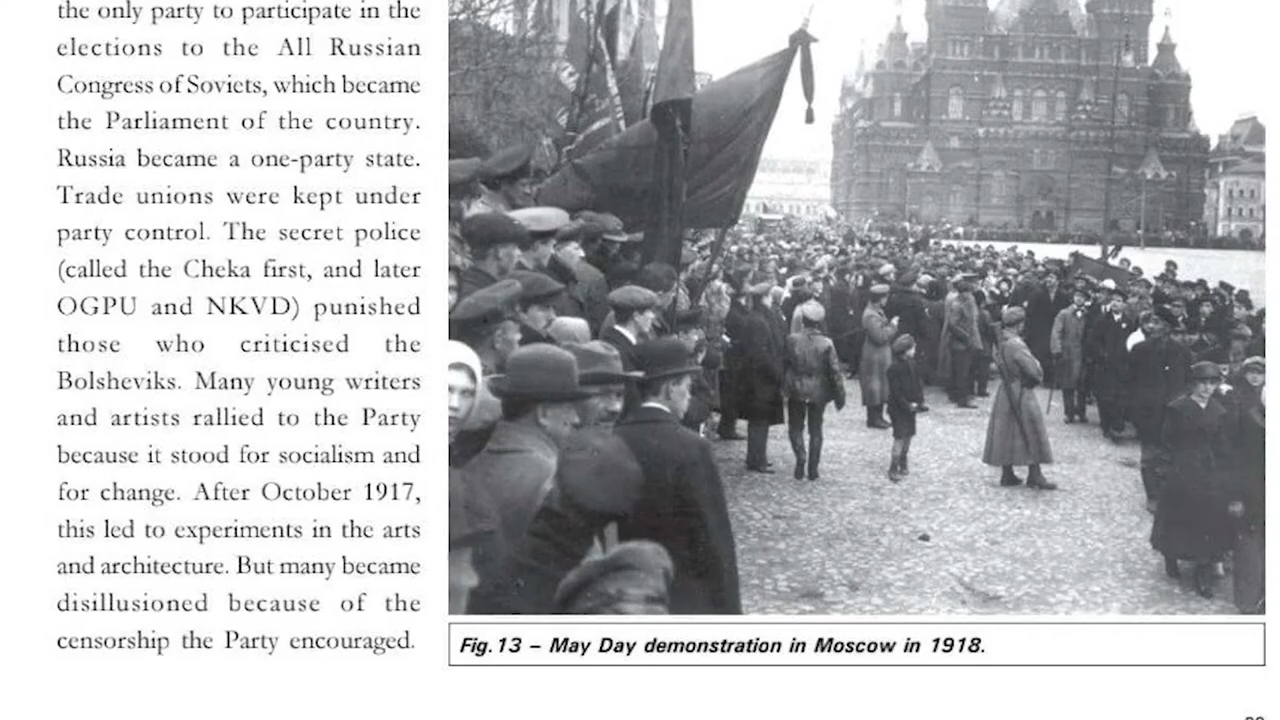 the only party to participate in the
elections to the All Russian
Congress of Soviets, which became
the Parliament of the country.
Russia became a one-party state.
Trade unions were kept under
party control. The secret police
(called the Cheka first, and later
OGPU and NKVD) punished
those who criticised the
Bolsheviks. Many young writers
and artists rallied to the Party
because it stood for socialism and
for change. After October 1917,
this led to experiments in the arts
and architecture. But many became
disillusioned because of the
censorship the Party encouraged.
Fig. 13 – May Day demonstration in Moscow in 1918.